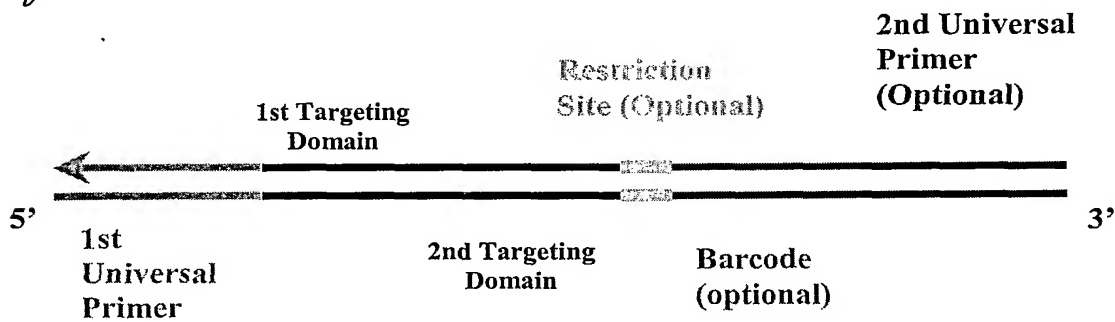 2nd Universal
Primer
(Optional)
Restriction
Site (Optional)
1st Targeting
Domain
5’
3’
1st
Universal
Primer
2nd Targeting
Domain
Barcode
(optional)